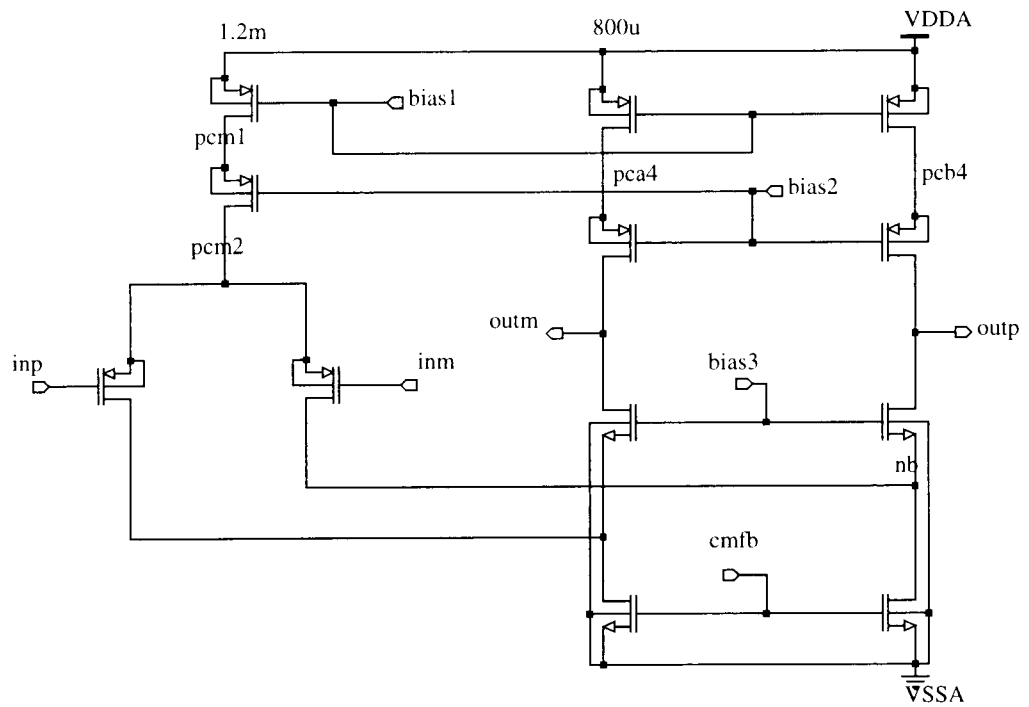 VDDA
1.2m
800u
bias1
pcm1
pca4
bias2
pcb4
pcm2
outm
outp
inp
inm
bias3
nb
cmfb
VSSA